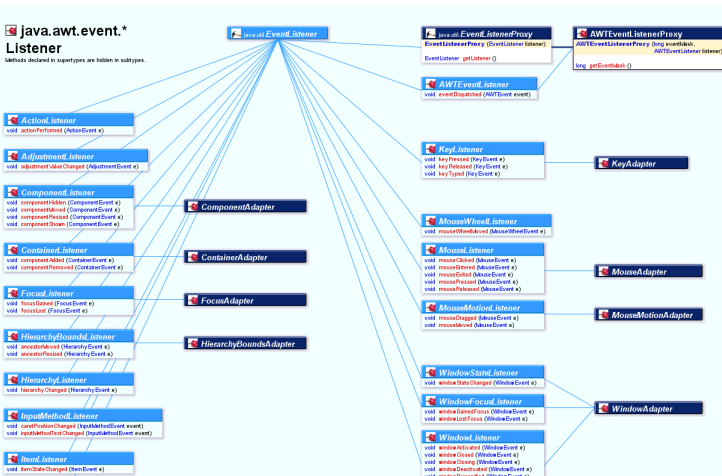 java.awt.event.*
Listener
Methods declared in supertypes are hidden in subtypes.
java.util.EventListener
java.util.EventListenerProxy
EventListenerProxy (EventListener listener)
EventListener getListener ()
AWTEventListenerProxy
AWTEventListenerProxy (long eventMask,
AWTEventListener listener)
long getEventMask ()
AWTEventListener
void eventDispatched (AWTEvent event)
ActionListener
void actionPerformed (ActionEvent e)
AdjustmentListener
void adjustmentValueChanged (AdjustmentEvent e)
ComponentListener
void componentHidden (ComponentEvent e)
void componentMoved (ComponentEvent e)
void componentResized (ComponentEvent e)
void componentShown (ComponentEvent e)
ComponentAdapter
ContainerListener
void componentAdded (ContainerEvent e)
void componentRemoved (ContainerEvent e)
ContainerAdapter
FocusListener
void focusGained (FocusEvent e)
void focusLost (FocusEvent e)
FocusAdapter
HierarchyBoundsListener
void ancestorMoved (HierarchyEvent e)
void ancestorResized (HierarchyEvent e)
HierarchyBoundsAdapter
HierarchyListener
void hierarchyChanged (HierarchyEvent e)
InputMethodListener
void caretPositionChanged (InputMethodEvent event)
void inputMethodTextChanged (InputMethodEvent event)
ItemListener
void itemStateChanged (ItemEvent e)
KeyListener
void keyPressed (KeyEvent e)
void keyReleased (KeyEvent e)
void keyTyped (KeyEvent e)
KeyAdapter
MouseWheelListener
void mouseWheelMoved (MouseWheelEvent e)
MouseListener
void mouseClicked (MouseEvent e)
void mouseEntered (MouseEvent e)
void mouseExited (MouseEvent e)
void mousePressed (MouseEvent e)
void mouseReleased (MouseEvent e)
MouseAdapter
MouseMotionListener
void mouseDragged (MouseEvent e)
void mouseMoved (MouseEvent e)
MouseMotionAdapter
WindowStateListener
void windowStateChanged (WindowEvent e)
WindowFocusListener
void windowGainedFocus (WindowEvent e)
void windowLostFocus (WindowEvent e)
WindowAdapter
WindowListener
void windowActivated (WindowEvent e)
void windowClosed (WindowEvent e)
void windowClosing (WindowEvent e)
void windowDeactivated (WindowEvent e)